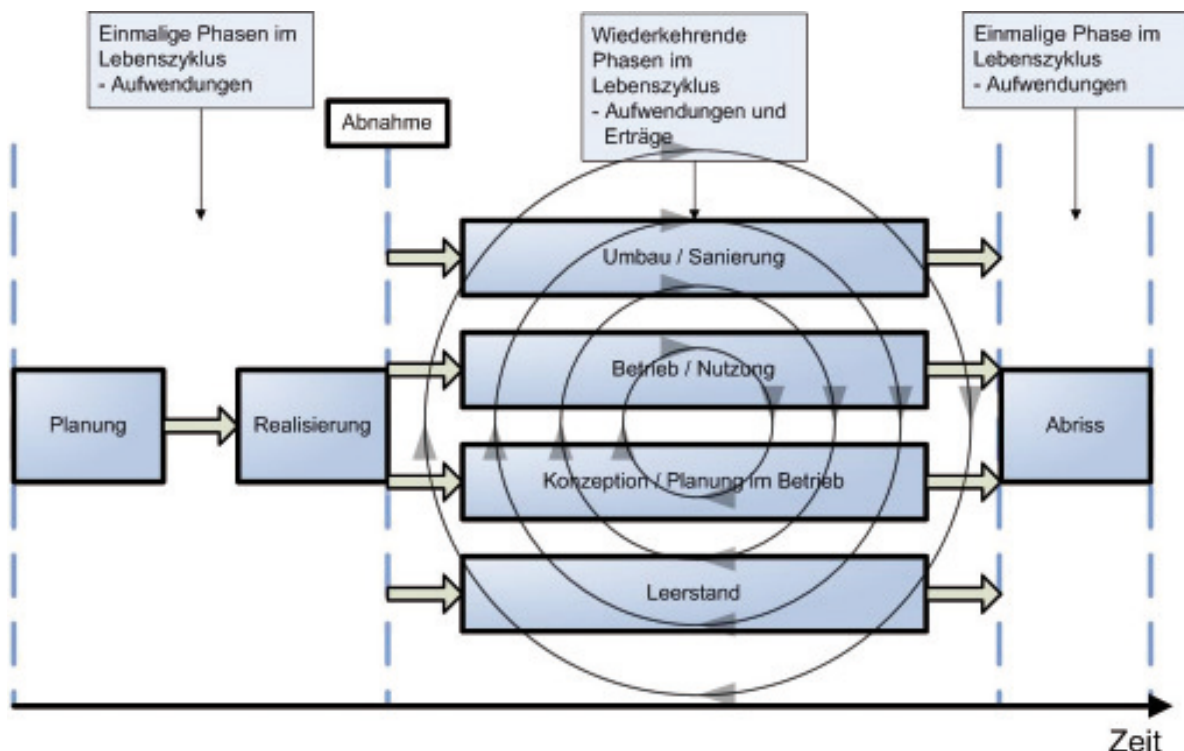 Einmalige Phasen im
Lebenszyklus
- Aufwendungen
Wiederkehrende
Phasen im
Lebenszyklus
- Aufwendungen und
Erträge
Einmalige Phase im
Lebenszyklus
- Aufwendungen
Abnahme
Umbau / Sanierung
Betrieb / Nutzung
Planung
Realisierung
Abriss
Konzeption / Planung im Betrieb
Leerstand
Zeit